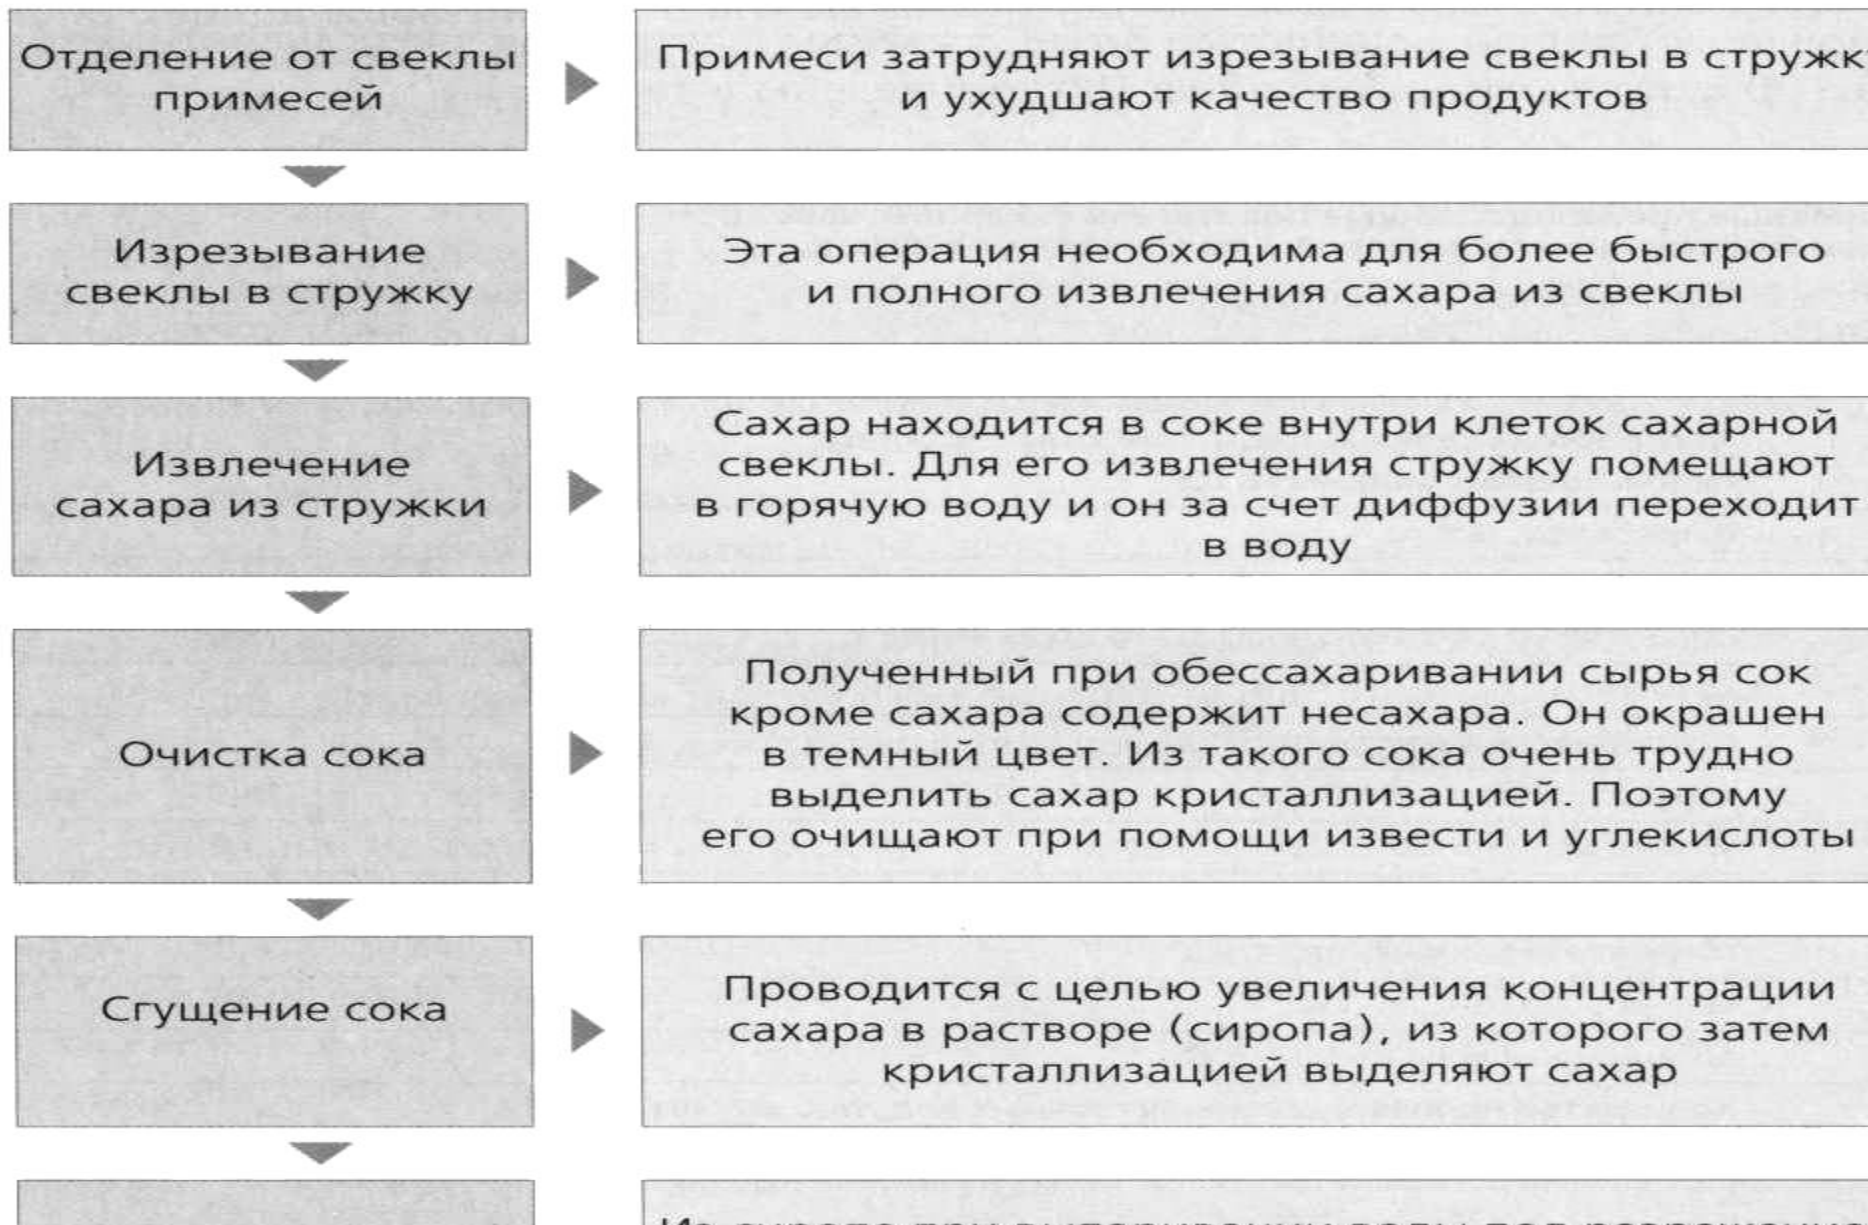 Отделение от свеклы
примесей
Примеси затрудняют изрезывание свеклы в стружк
и ухудшают качество продуктов
Изрезывание
свеклы в стружку
Эта операция необходима для более быстрого
и полного извлечения сахара из свеклы
Извлечение
сахара из стружки
Сахар находится в соке внутри клеток сахарной
свеклы. Для его извлечения стружку помещают
в горячую воду и он за счет диффузии переходит
в воду
Очистка сока
Полученный при обессахаривании сырья сок
кроме сахара содержит несахара. Он окрашен
в темный цвет. Из такого сока очень трудно
выделить сахар кристаллизацией. Поэтому
его очищают при помощи извести и углекислоты
Сгущение сока
Проводится с целью увеличения концентрации
сахара в растворе (сиропа), из которого затем
кристаллизацией выделяют сахар